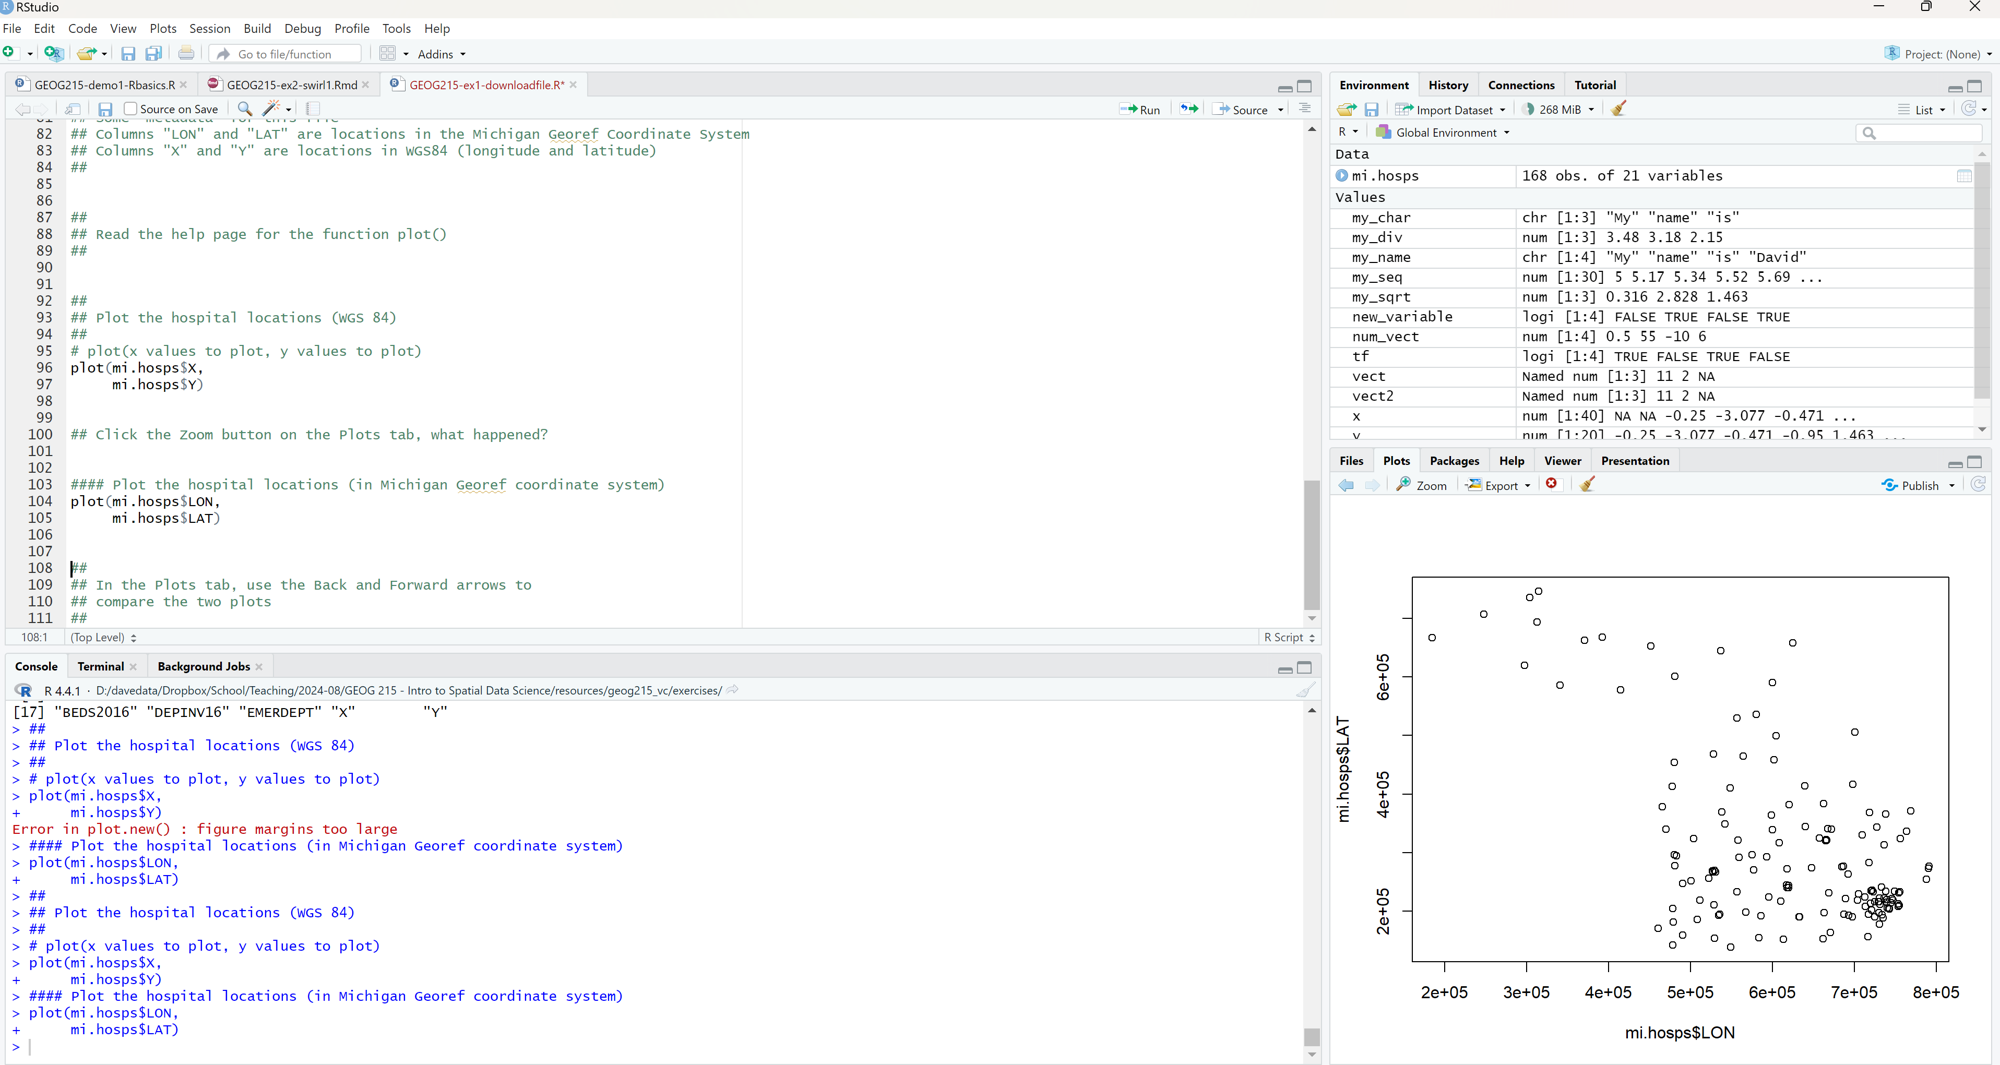 RStudio
File Edit Code View Plots Session Build Debug Profile Tools Help
Go to file/function Addins Project: (None)
GEOG215-demo1-Rbasics.R GEOG215-ex2-swirl1.Rmd GEOG215-ex1-downloadfile.R*
Source on Save Run Source
82 ## Columns "LON" and "LAT" are locations in the Michigan Georef Coordinate System
83 ## Columns "X" and "Y" are locations in WGS84 (longitude and latitude)
84 ##
85
86
87 ##
88 ## Read the help page for the function plot()
89 ##
90
91
92 ##
93 ## Plot the hospital locations (WGS 84)
94 ##
95 # plot(x values to plot, y values to plot)
96 plot(mi.hosps$X,
97      mi.hosps$Y)
98
99
100 ## Click the Zoom button on the Plots tab, what happened?
101
102
103 #### Plot the hospital locations (in Michigan Georef coordinate system)
104 plot(mi.hosps$LON,
105      mi.hosps$LAT)
106
107
108 ##
109 ## In the Plots tab, use the Back and Forward arrows to
110 ## compare the two plots
111 ##
108:1 (Top Level) R Script
Console Terminal Background Jobs
R 4.4.1 · D:/davedata/Dropbox/School/Teaching/2024-08/GEOG 215 - Intro to Spatial Data Science/resources/geog215_vc/exercises/
[17] "BEDS2016" "DEPINV16" "EMERDEPT" "X"        "Y"
> ##
> ## Plot the hospital locations (WGS 84)
> ##
> # plot(x values to plot, y values to plot)
> plot(mi.hosps$X,
+      mi.hosps$Y)
Error in plot.new() : figure margins too large
> #### Plot the hospital locations (in Michigan Georef coordinate system)
> plot(mi.hosps$LON,
+      mi.hosps$LAT)
> ##
> ## Plot the hospital locations (WGS 84)
> ##
> # plot(x values to plot, y values to plot)
> plot(mi.hosps$X,
+      mi.hosps$Y)
> #### Plot the hospital locations (in Michigan Georef coordinate system)
> plot(mi.hosps$LON,
+      mi.hosps$LAT)
>
Environment History Connections Tutorial
Import Dataset 268 MiB List
R Global Environment
Data
mi.hosps 168 obs. of 21 variables
Values
my_char chr [1:3] "My" "name" "is"
my_div num [1:3] 3.48 3.18 2.15
my_name chr [1:4] "My" "name" "is" "David"
my_seq num [1:30] 5 5.17 5.34 5.52 5.69 ...
my_sqrt num [1:3] 0.316 2.828 1.463
new_variable logi [1:4] FALSE TRUE FALSE TRUE
num_vect num [1:4] 0.5 55 -10 6
tf logi [1:4] TRUE FALSE TRUE FALSE
vect Named num [1:3] 11 2 NA
vect2 Named num [1:3] 11 2 NA
x num [1:40] NA NA -0.25 -3.077 -0.471 ...
y num [1:20] -0.25 -3.077 -0.471 -0.95 1.463 ...
Files Plots Packages Help Viewer Presentation
Zoom Export Publish
mi.hosps$LAT
6e+05
4e+05
2e+05
2e+05 3e+05 4e+05 5e+05 6e+05 7e+05 8e+05
mi.hosps$LON